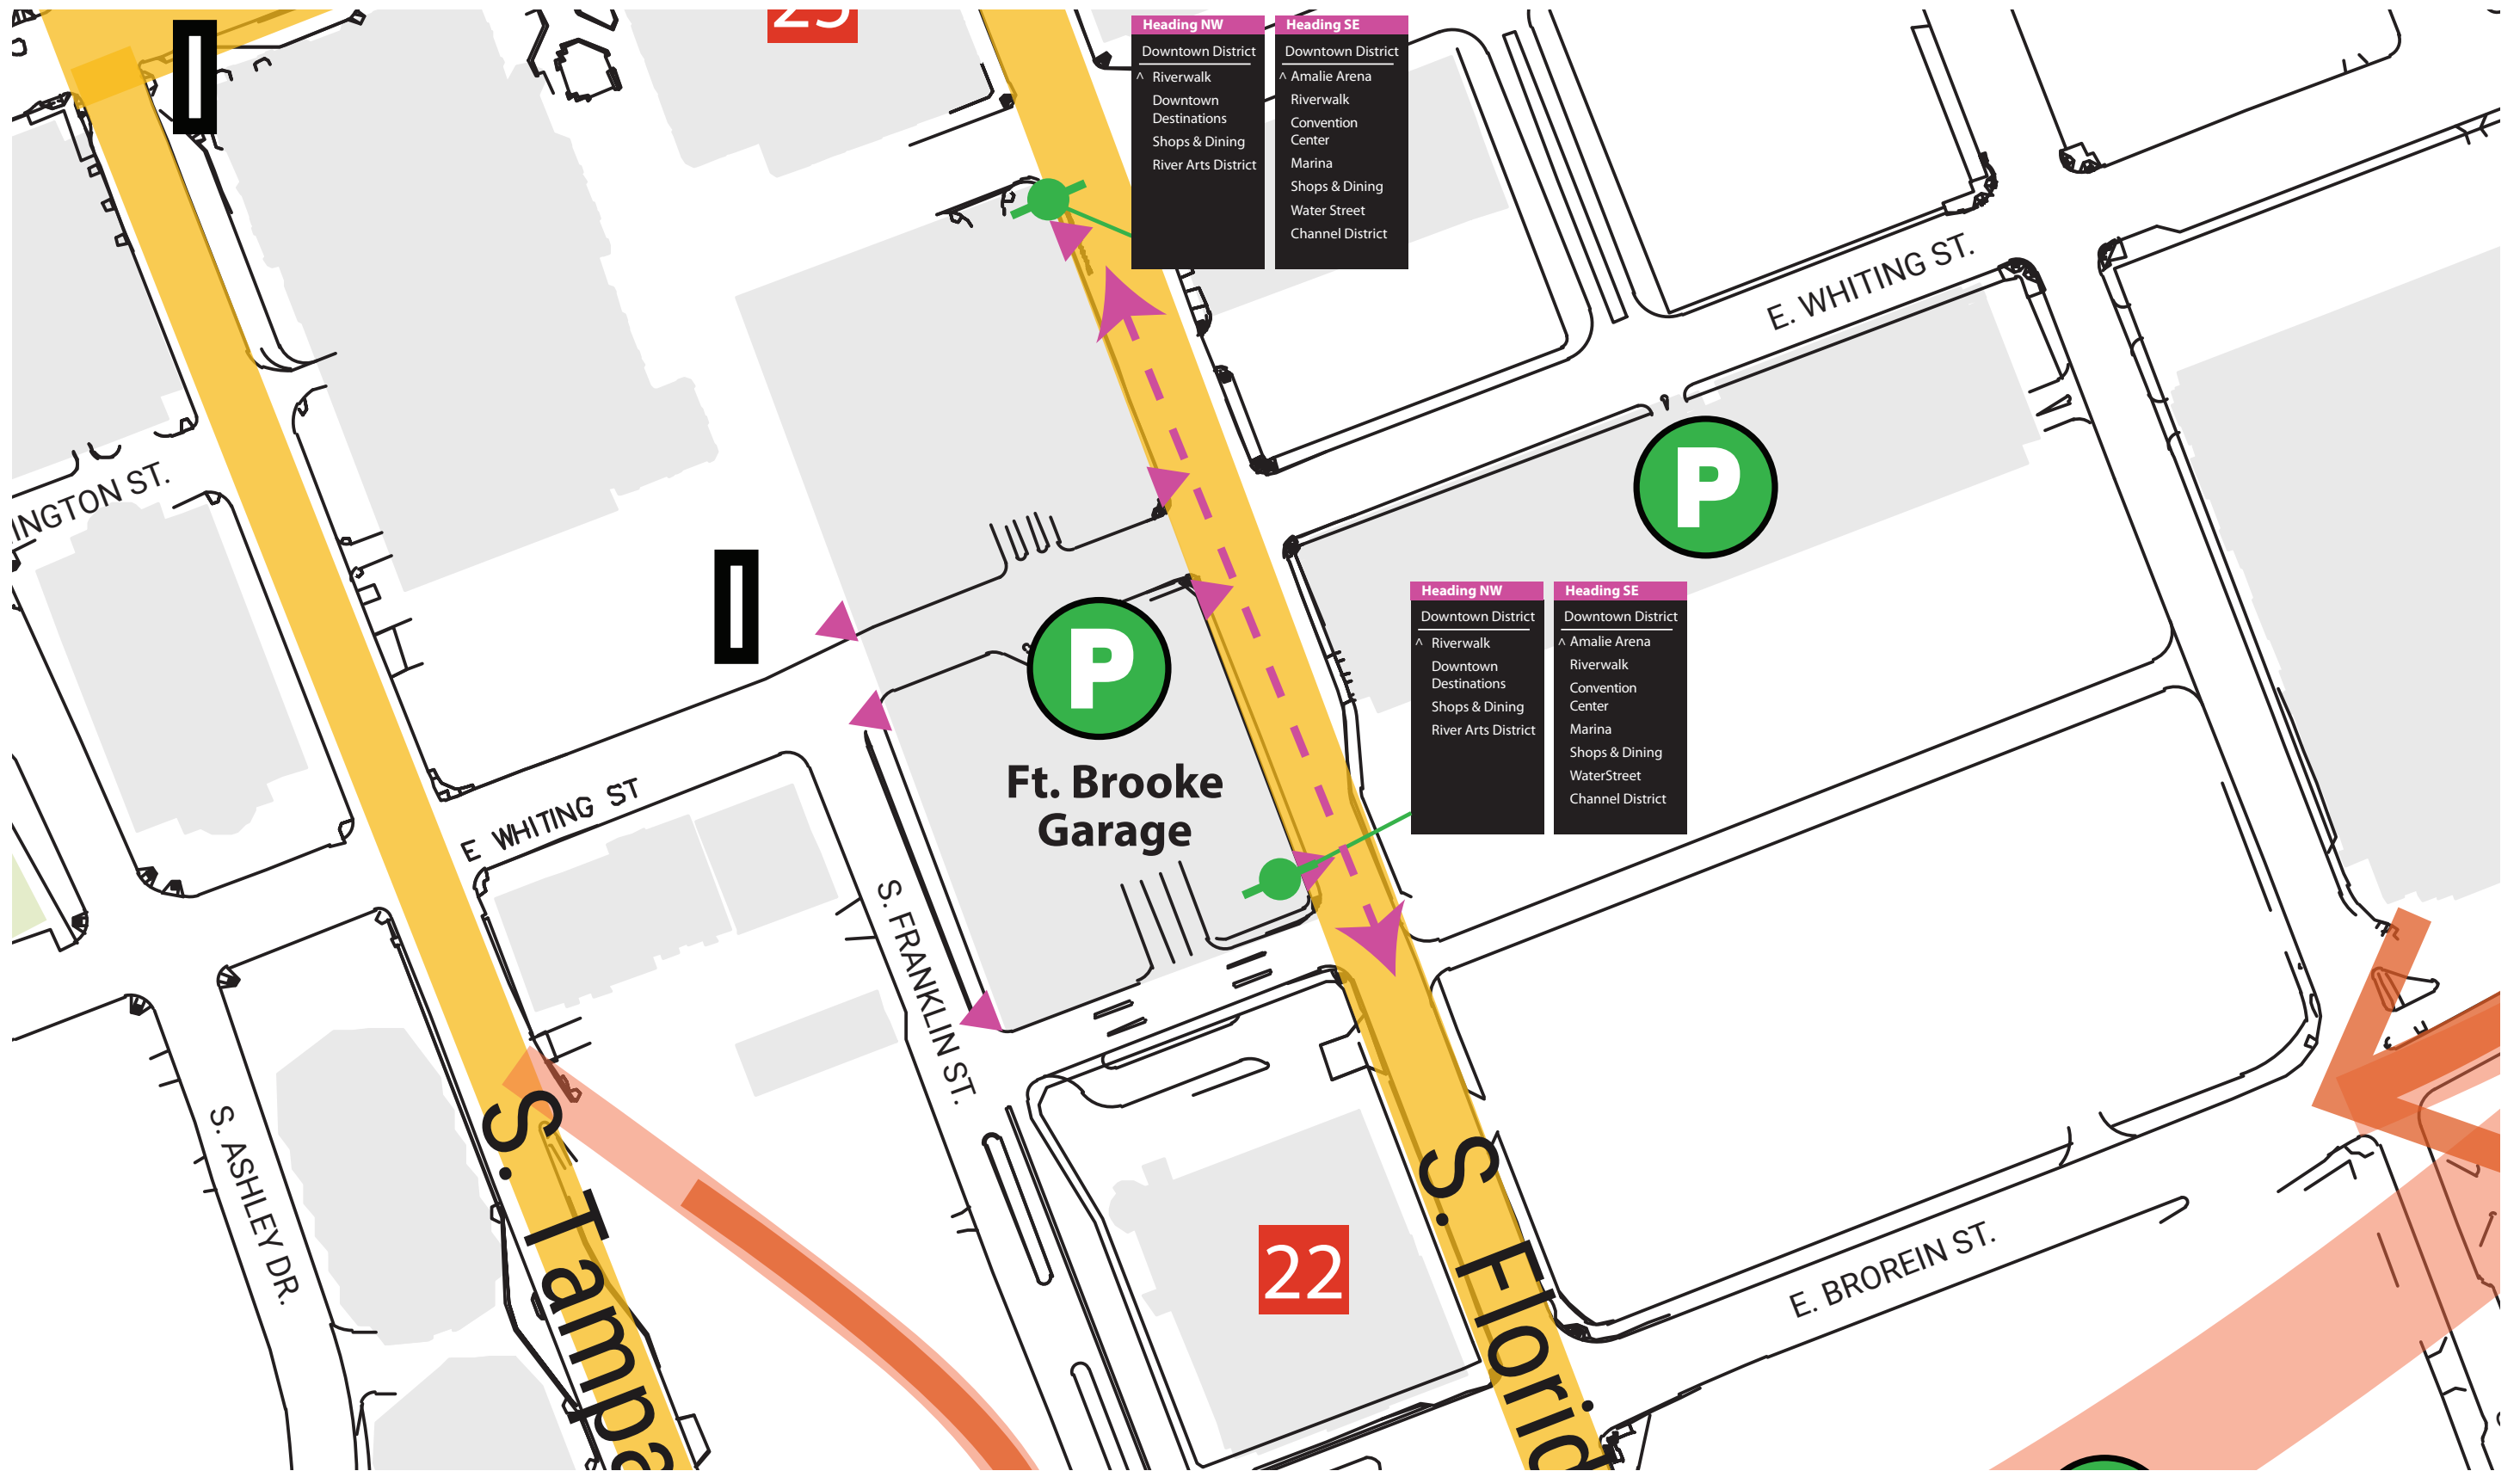 Heading NW
Downtown District
^ Riverwalk
Downtown
Destinations
Shops & Dining
River Arts District
Heading SE
Downtown District
^ Amalie Arena
Riverwalk
Convention
Center
Marina
Shops & Dining
Water Street
Channel District
E. WHITING ST.
INGTON ST.
P
P
Ft. Brooke
Garage
Heading NW
Downtown District
^ Riverwalk
Downtown
Destinations
Shops & Dining
River Arts District
Heading SE
Downtown District
^ Amalie Arena
Riverwalk
Convention
Center
Marina
Shops & Dining
WaterStreet
Channel District
E WHITING ST
S. FRANKLIN ST.
S. ASHLEY DR.
S. Tampa
S. Florid
22
E. BROREIN ST.